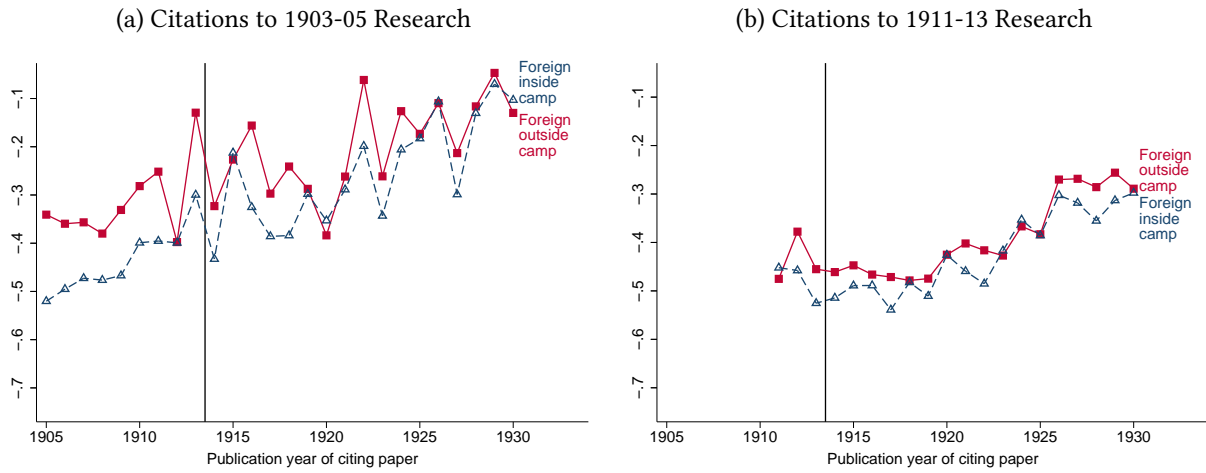 (a) Citations to 1903-05 Research
Foreign
inside
camp
Foreign
outside
camp
-.1
-.2
-.3
-.4
-.5
-.6
-.7
1905 1910 1915 1920 1925 1930
Publication year of citing paper
(b) Citations to 1911-13 Research
Foreign
outside
camp
Foreign
inside
camp
-.1
-.2
-.3
-.4
-.5
-.6
-.7
1905 1910 1915 1920 1925 1930
Publication year of citing paper